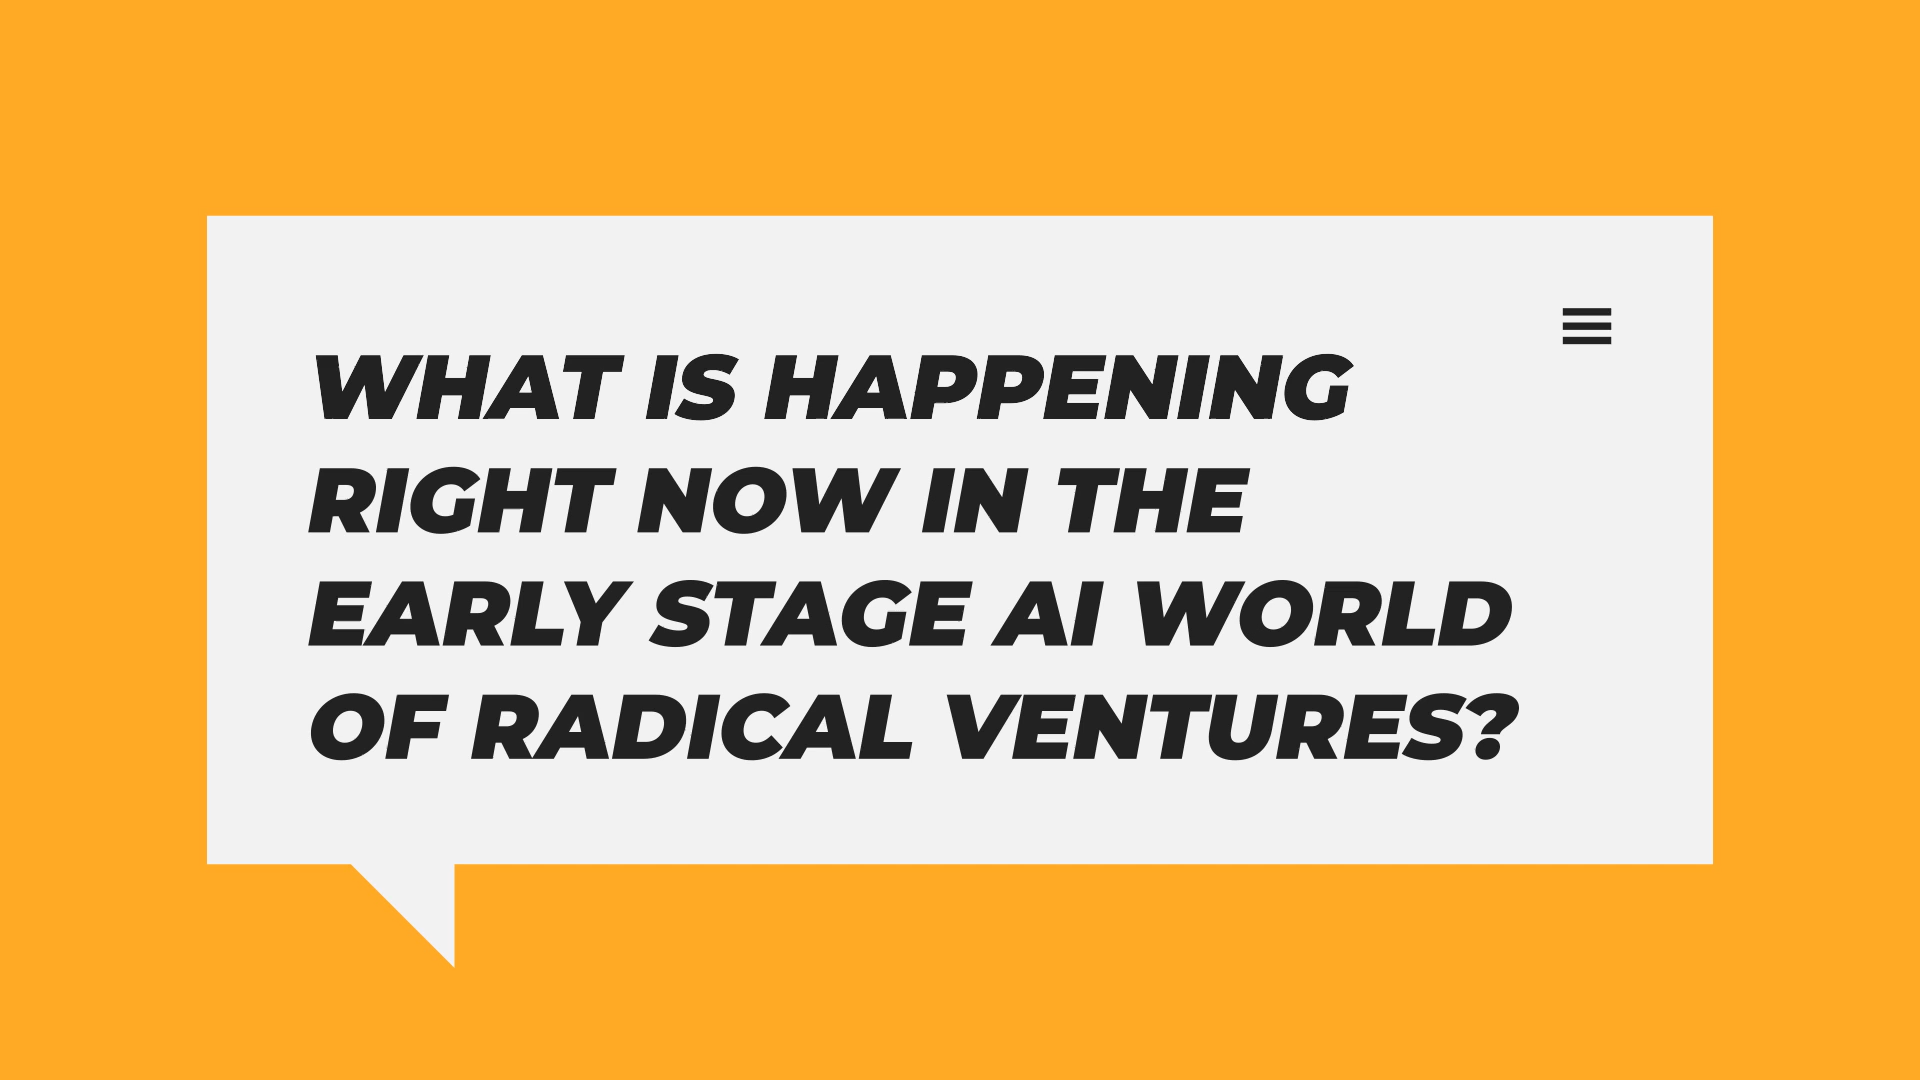 WHAT IS HAPPENING
RIGHT NOW IN THE
EARLY STAGE AI WORLD
OF RADICAL VENTURES?